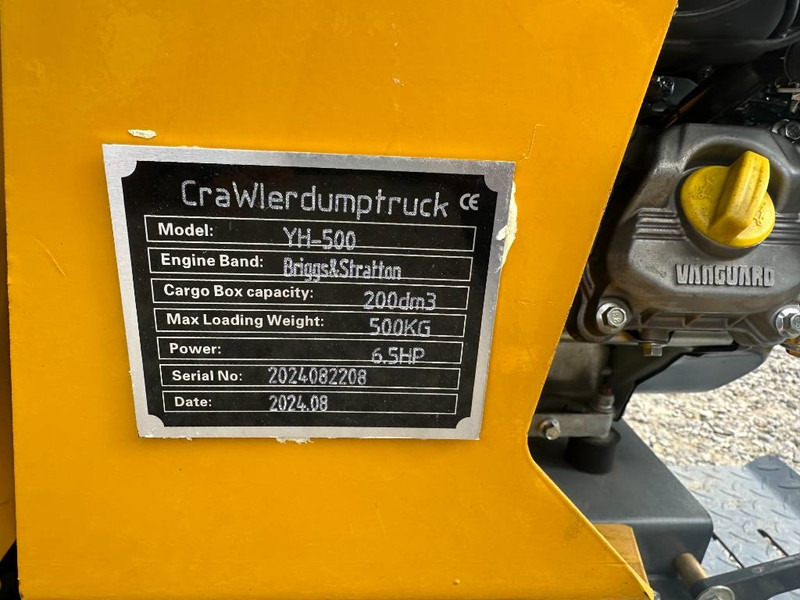 CraWlerdumptruck CE
Model: YH-500
Engine Band: Briggs&Stratton
Cargo Box capacity: 200dm3
Max Loading Weight: 500KG
Power: 6.5HP
Serial No: 2024082208
Date: 2024.08
VANGUARD